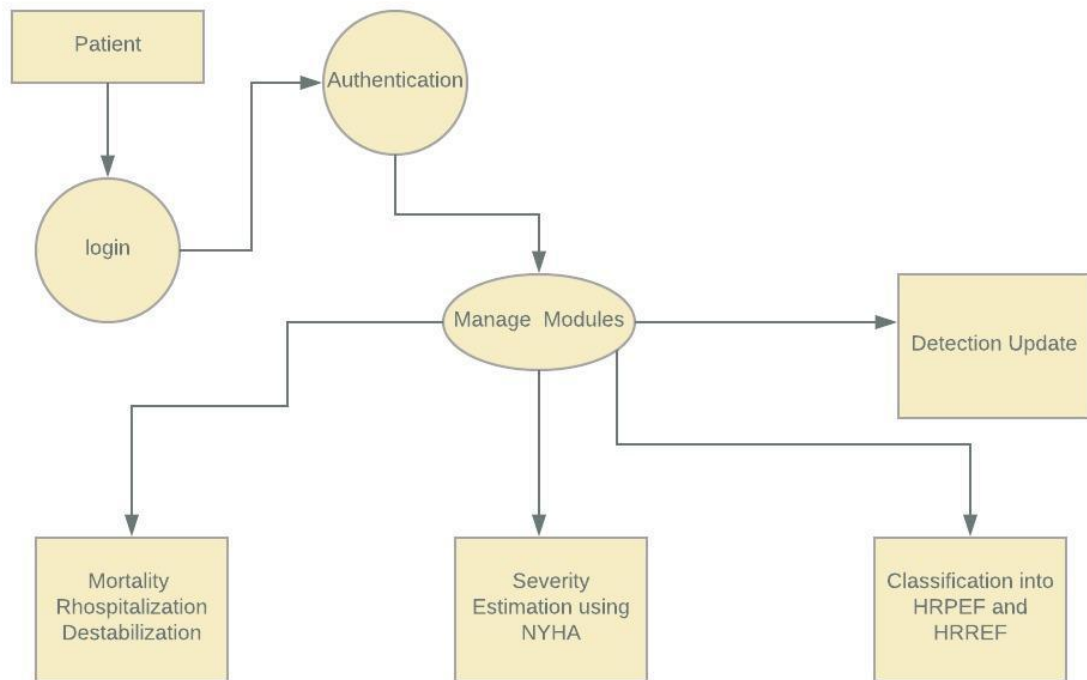 Patient
Authentication
login
Manage Modules
Detection Update
Mortality
Rhospitalization
Destabilization
Severity
Estimation using
NYHA
Classification into
HRPEF and
HRREF